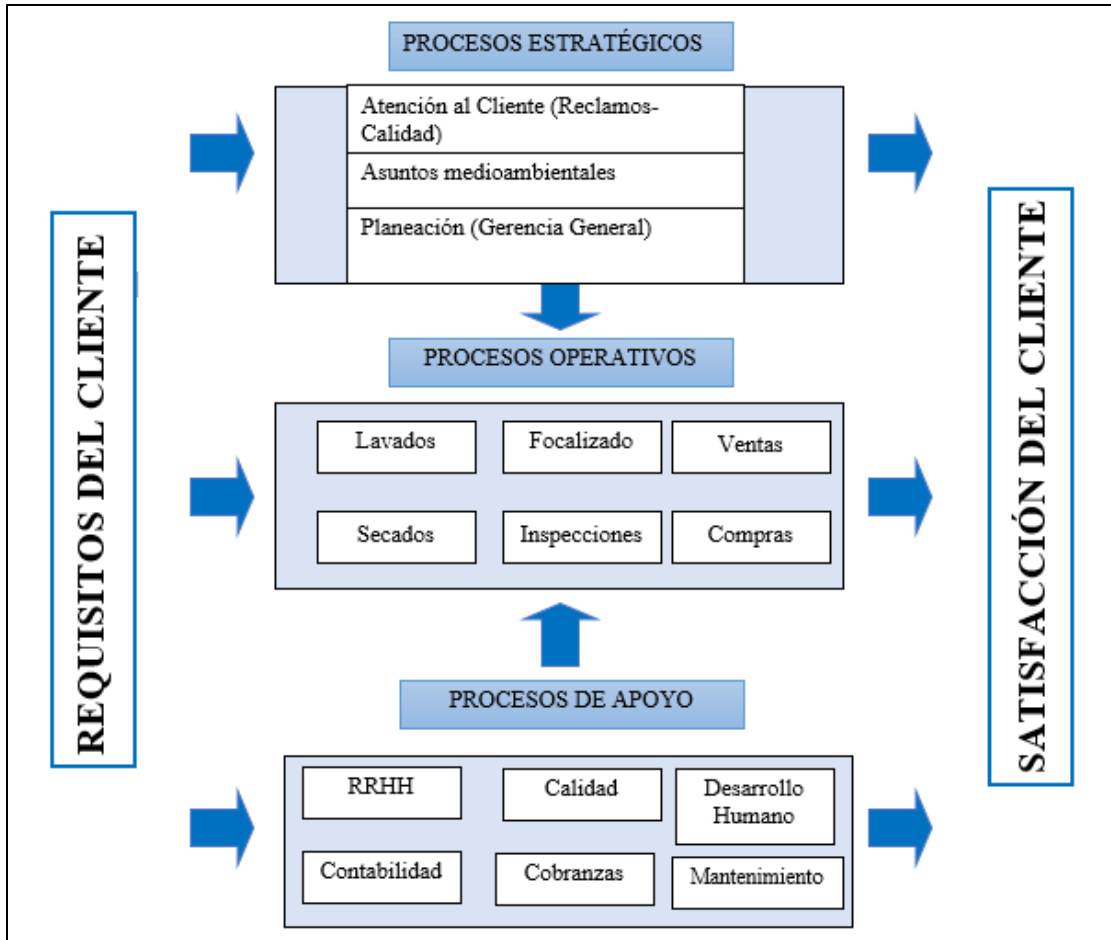 PROCESOS ESTRATÉGICOS
Atención al Cliente (Reclamos-
Calidad)
Asuntos medioambientales
Planeación (Gerencia General)
REQUISITOS DEL CLIENTE
SATISFACCIÓN DEL CLIENTE
PROCESOS OPERATIVOS
Lavados
Focalizado
Ventas
Secados
Inspecciones
Compras
PROCESOS DE APOYO
RRHH
Calidad
Desarrollo
Humano
Contabilidad
Cobranzas
Mantenimiento